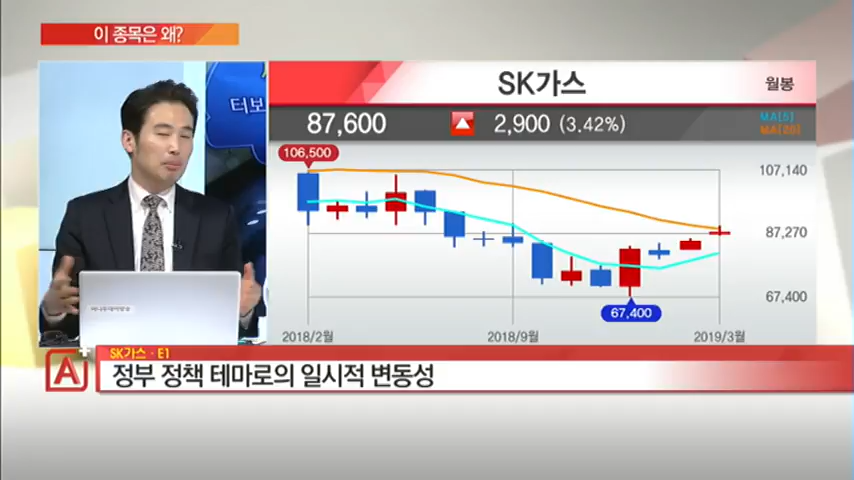 이 종목은 왜?
터보
SK가스
월봉
87,600 2,900 (3.42%)
MA(5)
MA(20)
106,500
107,140
87,270
67,400
67,400
2018/2월 2018/9월 2019/3월
SK가스 · E1
A+
정부 정책 테마로의 일시적 변동성